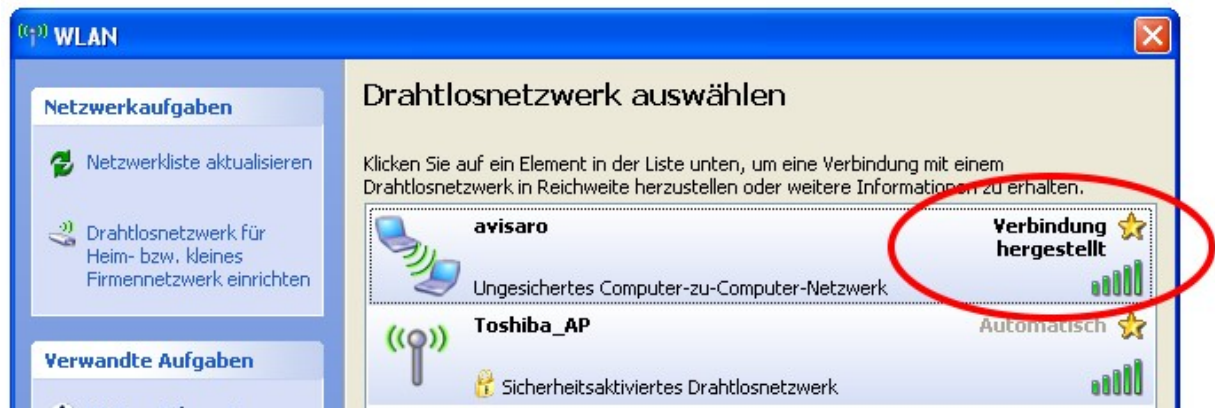 WLAN
Netzwerkaufgaben
Netzwerkliste aktualisieren
Drahtlosnetzwerk für
Heim- bzw. kleines
Firmennetzwerk einrichten
Verwandte Aufgaben
Drahtlosnetzwerk auswählen
Klicken Sie auf ein Element in der Liste unten, um eine Verbindung mit einem
Drahtlosnetzwerk in Reichweite herzustellen oder weitere Informationen zu erhalten.
avisaro
Verbindung
hergestellt
Ungesichertes Computer-zu-Computer-Netzwerk
Toshiba_AP
Automatisch
Sicherheitsaktiviertes Drahtlosnetzwerk